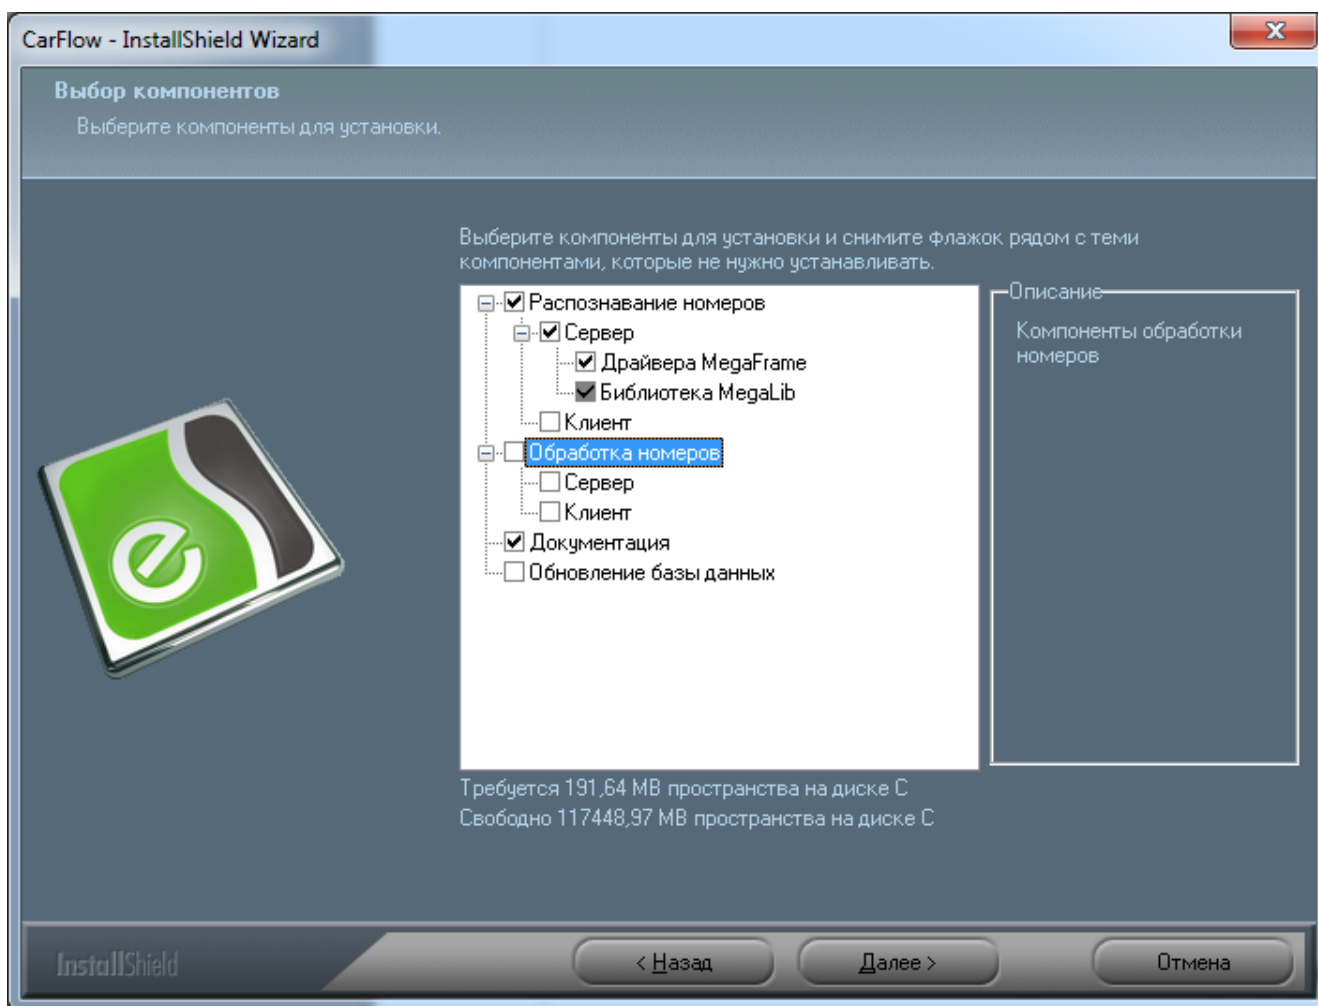 CarFlow - InstallShield Wizard
Выбор компонентов
Выберите компоненты для установки.
Выберите компоненты для установки и снимите флажок рядом с теми
компонентами, которые не нужно устанавливать.
Распознавание номеров
Сервер
Драйвера MegaFrame
Библиотека MegaLib
Клиент
Обработка номеров
Сервер
Клиент
Документация
Обновление базы данных
Описание
Компоненты обработки
номеров
Требуется 191,64 MB пространства на диске C
Свободно 117448,97 MB пространства на диске C
InstallShield
< Назад
Далее >
Отмена